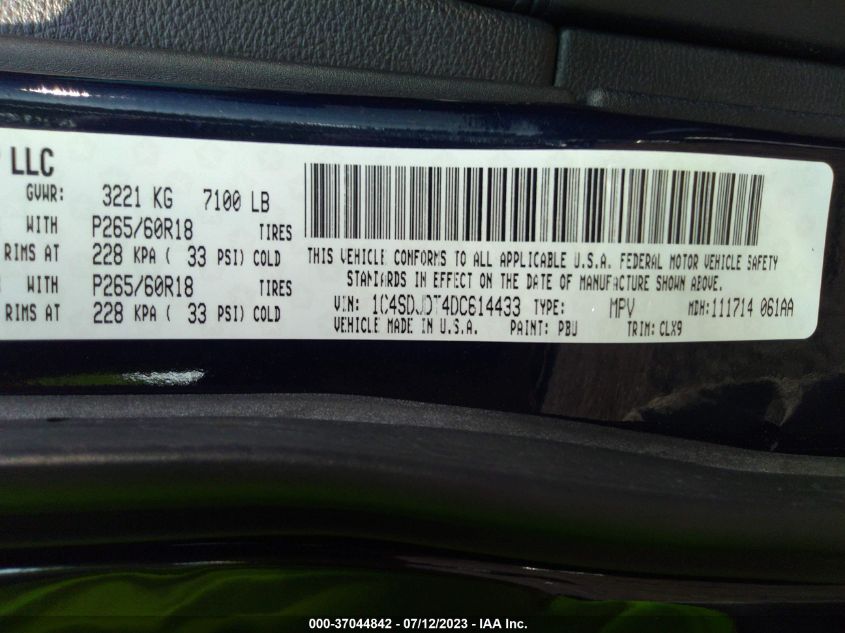 LLC
GVWR: 3221 KG 7100 LB
WITH P265/60R18 TIRES
RIMS AT 228 KPA ( 33 PSI) COLD
WITH P265/60R18 TIRES
RIMS AT 228 KPA ( 33 PSI) COLD
THIS VEHICLE CONFORMS TO ALL APPLICABLE U.S.A. FEDERAL MOTOR VEHICLE SAFETY
STANDARDS IN EFFECT ON THE DATE OF MANUFACTURE SHOWN ABOVE.
VIN: 1C4SDJDT4DC614433 TYPE: MPV MDH:111714 061AA
VEHICLE MADE IN U.S.A. PAINT: PBU TRIM: CLX9
000-37044842 - 07/12/2023 - IAA Inc.